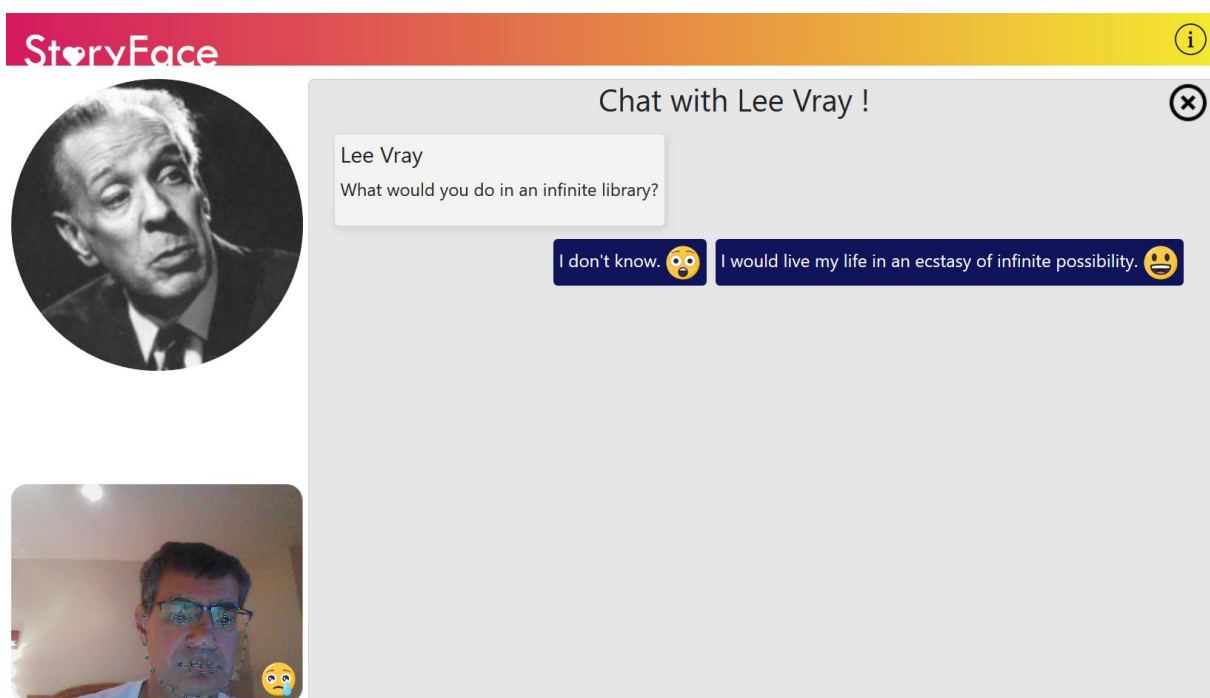 StoryFace
i
Chat with Lee Vray !
Lee Vray
What would you do in an infinite library?
I don't know.
I would live my life in an ecstasy of infinite possibility.